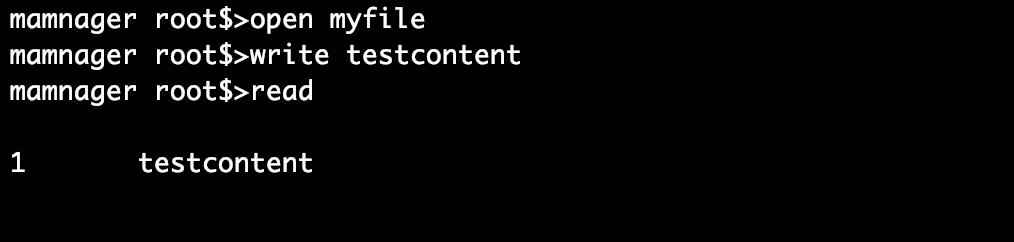 mamnager root$>open myfile
mamnager root$>write testcontent
mamnager root$>read
1 testcontent